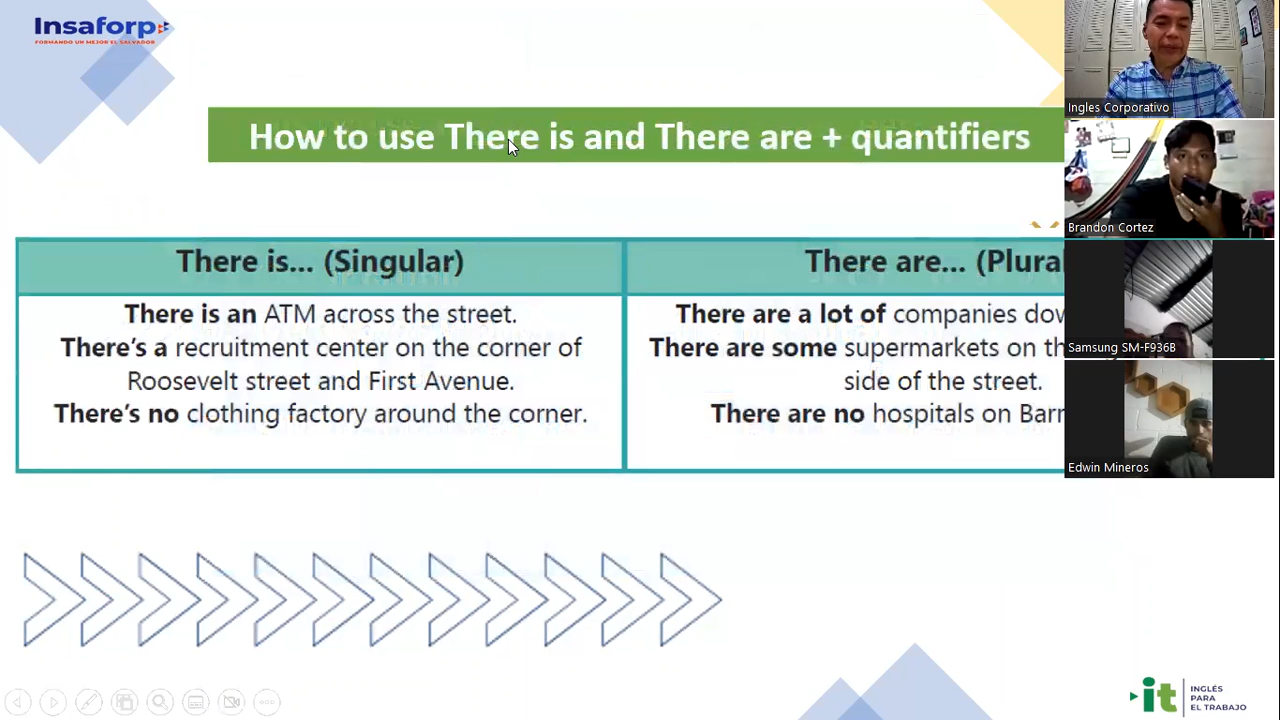 Insaforp
FORMANDO UN MEJOR EL SALVADOR
How to use There is and There are + quantifiers
There is... (Singular)
There is an ATM across the street.
There's a recruitment center on the corner of
Roosevelt street and First Avenue.
There's no clothing factory around the corner.
There are... (Plura
There are a lot of companies dow
There are some supermarkets on th
side of the street.
There are no hospitals on Barr
Ingles Corporativo
Brandon Cortez
Samsung SM-F936B
Edwin Mineros
it
INGLÉS
PARA
EL TRABAJO